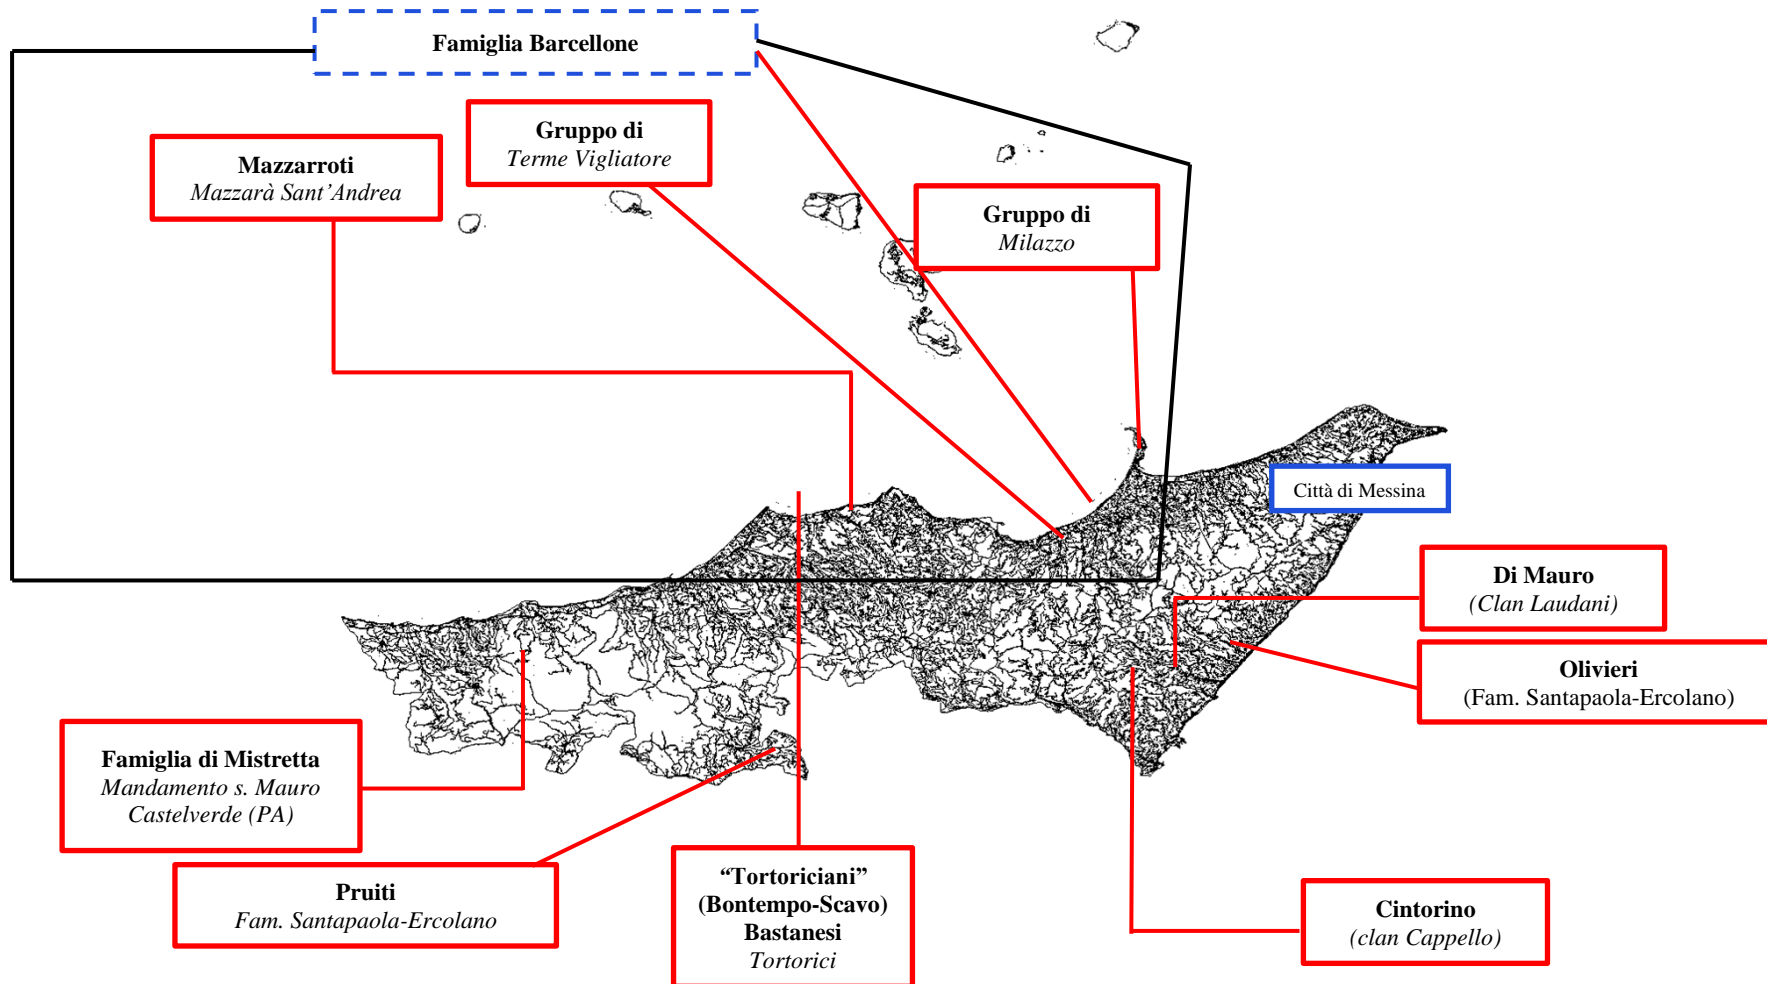 Famiglia Barcellone
Gruppo di
Terme Vigliatore
Mazzarroti
Mazzarà Sant’Andrea
Gruppo di
Milazzo
Città di Messina
Di Mauro
(Clan Laudani)
Olivieri
(Fam. Santapaola-Ercolano)
Famiglia di Mistretta
Mandamento s. Mauro
Castelverde (PA)
Pruiti
Fam. Santapaola-Ercolano
“Tortoriciani”
(Bontempo-Scavo)
Bastanesi
Tortorici
Cintorino
(clan Cappello)